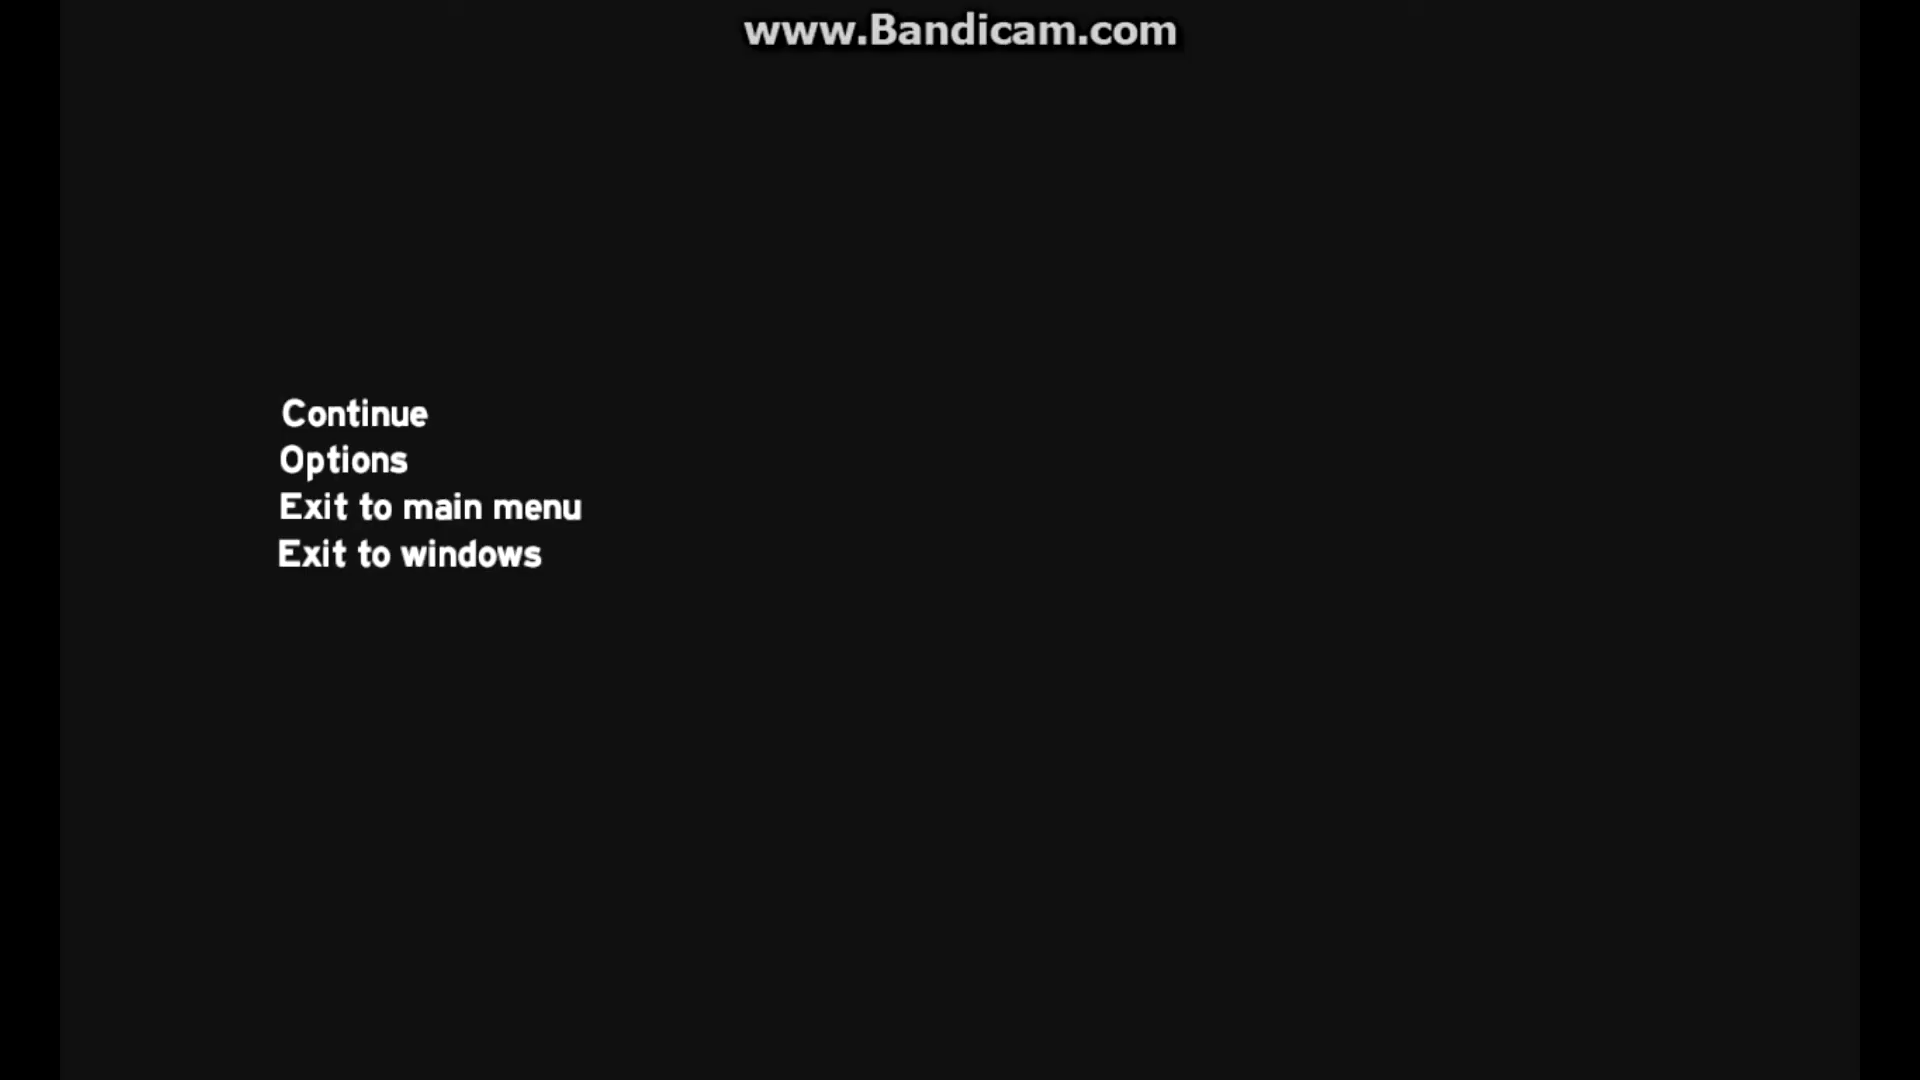 www.Bandicam.com
Continue
Options
Exit to main menu
Exit to windows